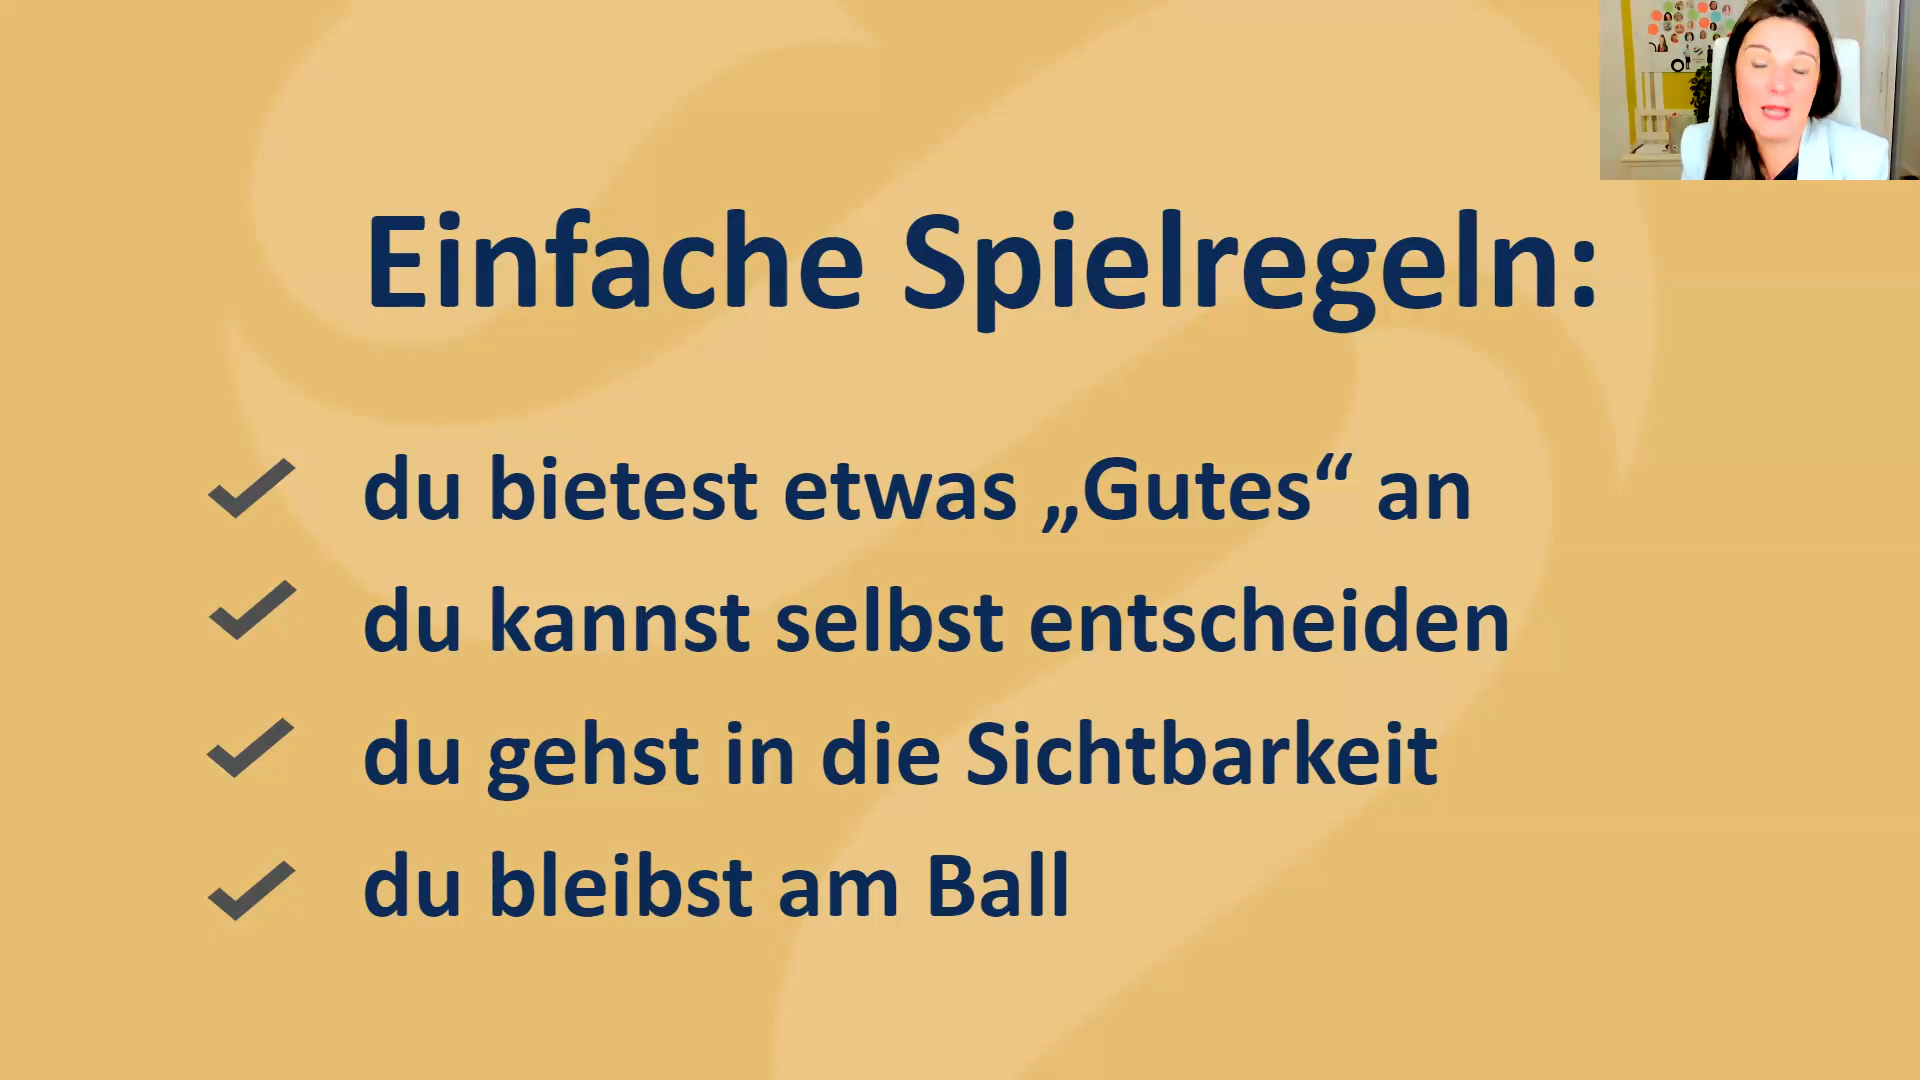 Einfache Spielregeln:
du bietest etwas „Gutes“ an
du kannst selbst entscheiden
du gehst in die Sichtbarkeit
du bleibst am Ball